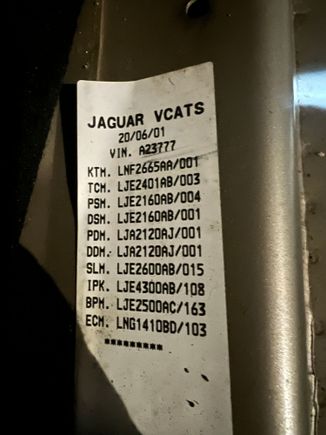 JAGUAR VCATS
20/06/01
VIN. A23777
KTM. LNF2665AA/001
TCM. LJE2401AB/003
PSM. LJE2160AB/004
DSM. LJE2160AB/001
PDM. LJA2120AJ/001
DDM. LJA2120AJ/001
SLM. LJE2600AB/015
IPK. LJE4300AB/108
BPM. LJE2500AC/163
ECM. LNG1410BD/103
*********